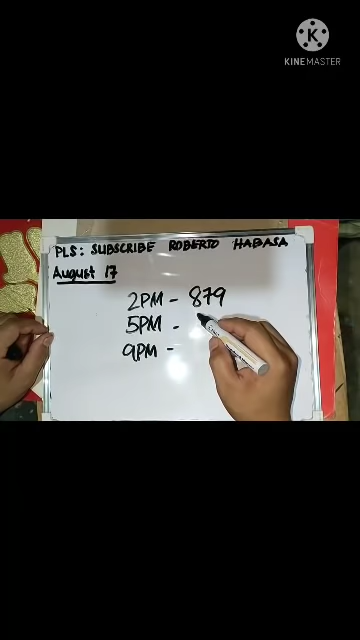 K
KINEMASTER
PLS: SUBSCRIBE ROBERTO HABASA
August 17
2PM - 879
5PM -
9PM -